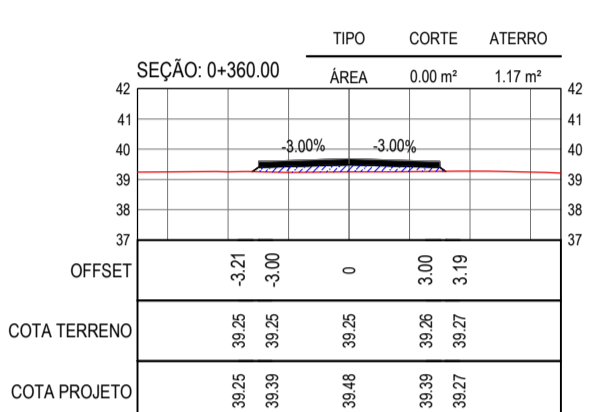 TIPO CORTE ATERRO
SEÇÃO: 0+360.00
ÁREA 0.00 m² 1.17 m²
42 42
41 41
40 -3.00% -3.00% 40
39 39
38 38
37 37
OFFSET -3.21 -3.00 0 3.00 3.19
COTA TERRENO 39.25 39.25 39.25 39.26 39.27
COTA PROJETO 39.25 39.39 39.48 39.39 39.27